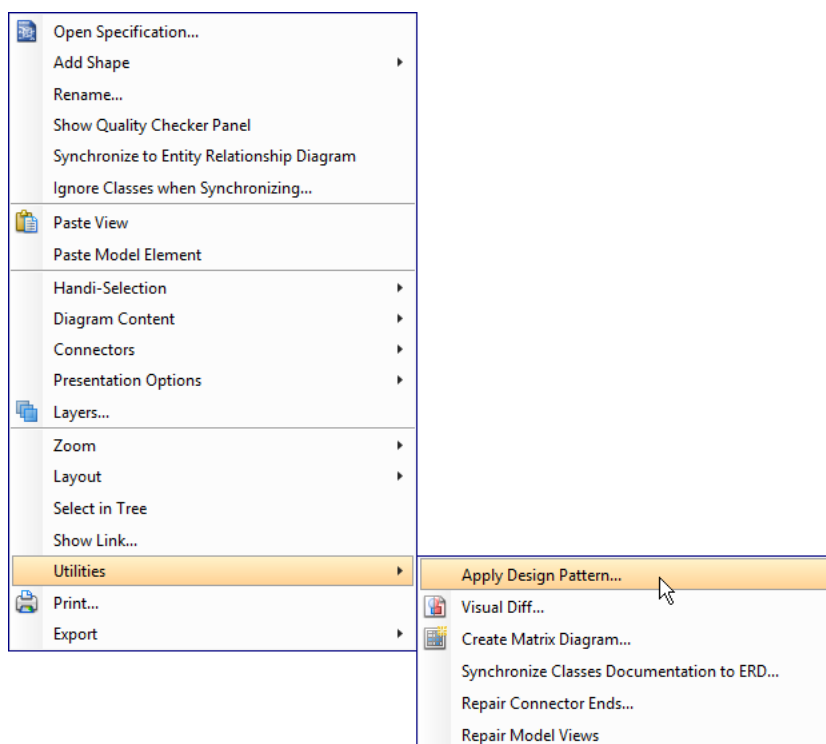 Open Specification...
Add Shape
Rename...
Show Quality Checker Panel
Synchronize to Entity Relationship Diagram
Ignore Classes when Synchronizing...
Paste View
Paste Model Element
Handi-Selection
Diagram Content
Connectors
Presentation Options
Layers...
Zoom
Layout
Select in Tree
Show Link...
Utilities
Print...
Export
Apply Design Pattern...
Visual Diff...
Create Matrix Diagram...
Synchronize Classes Documentation to ERD...
Repair Connector Ends...
Repair Model Views